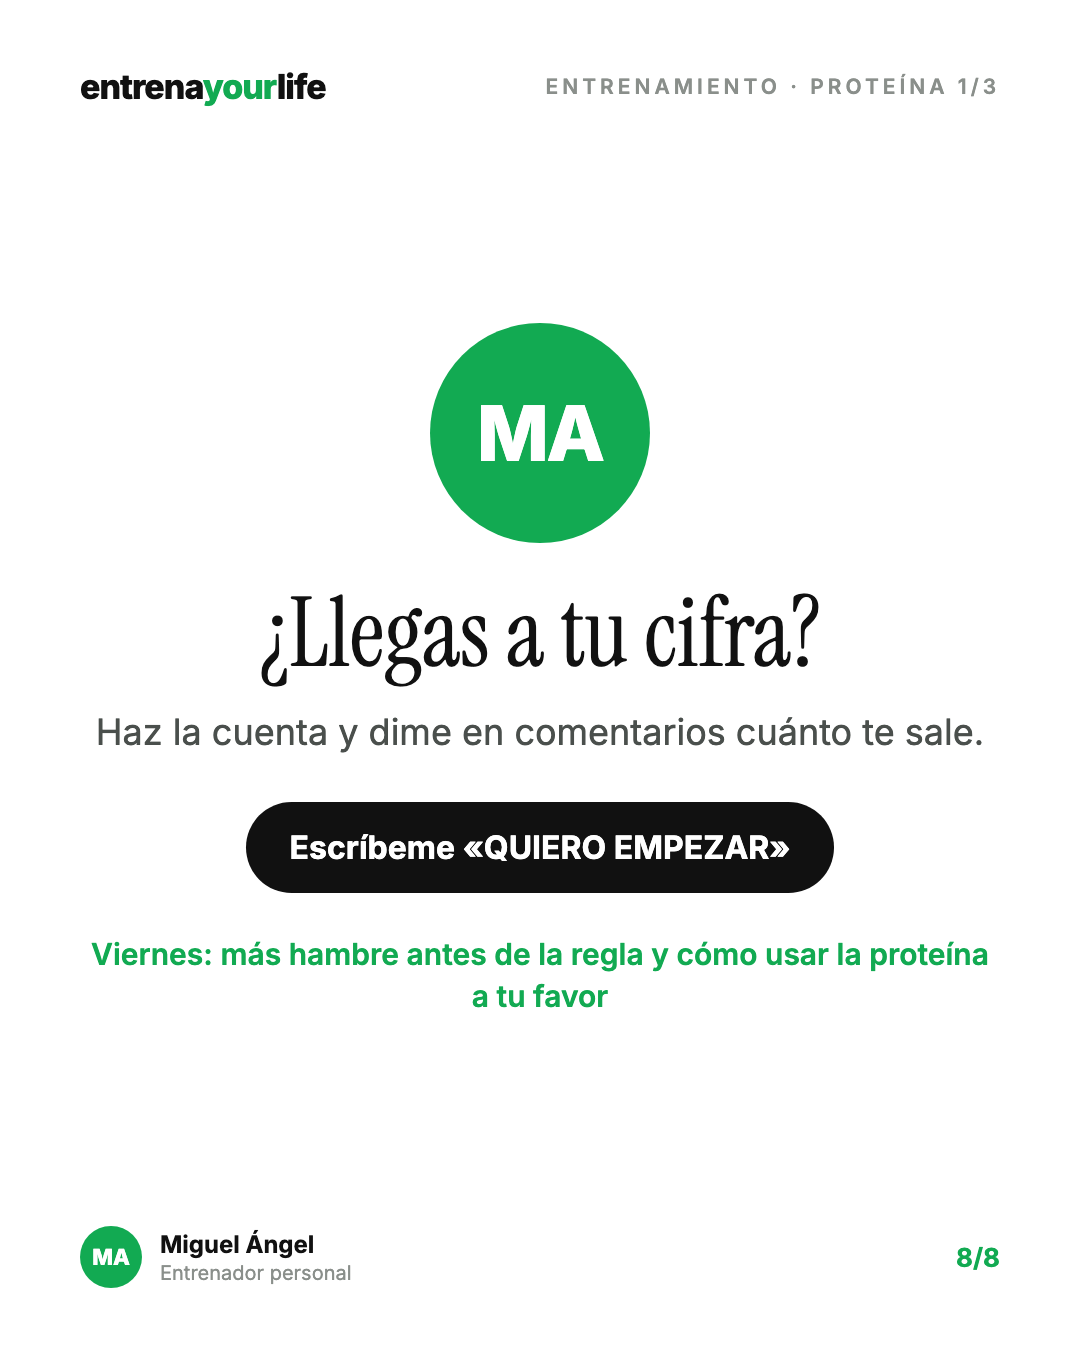 entrenayourlife
ENTRENAMIENTO · PROTEÍNA 1/3
MA
¿Llegas a tu cifra?
Haz la cuenta y dime en comentarios cuánto te sale.
Escríbeme «QUIERO EMPEZAR»
Viernes: más hambre antes de la regla y cómo usar la proteína
a tu favor
MA
Miguel Ángel
Entrenador personal
8/8